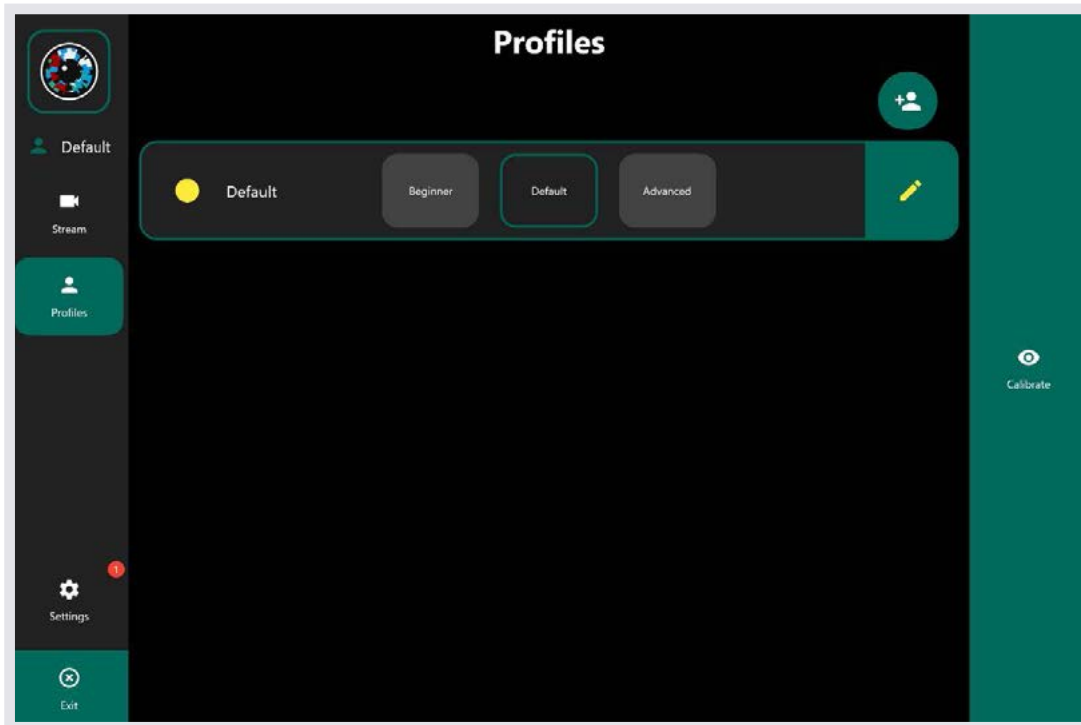 Profiles
Default
Stream
Profiles
Default
Beginner
Default
Advanced
Calibrate
1
Settings
Exit